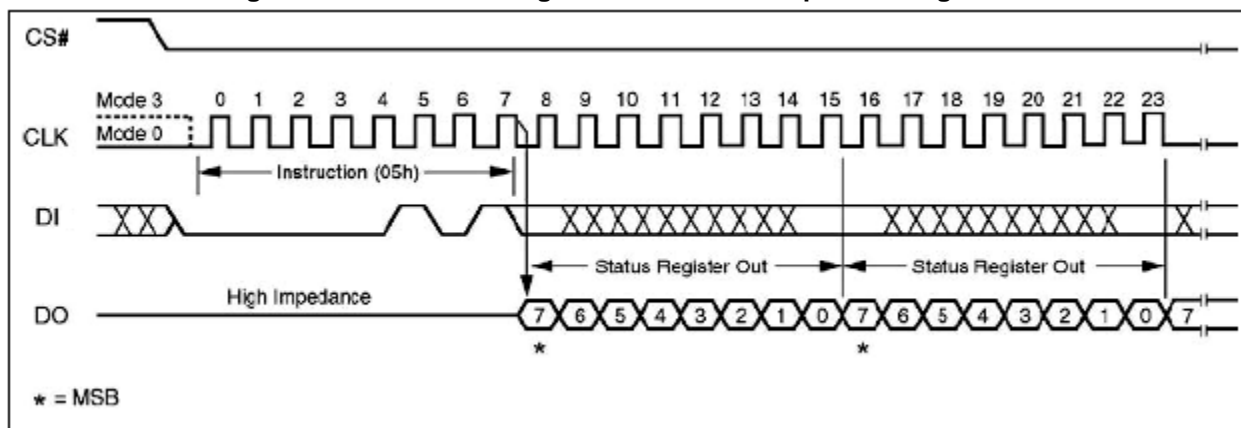 CS#
Mode 3 0 1 2 3 4 5 6 7 8 9 10 11 12 13 14 15 16 17 18 19 20 21 22 23
CLK Mode 0
Instruction (05h)
DI
Status Register Out Status Register Out
High Impedance
DO 7 6 5 4 3 2 1 0 7 6 5 4 3 2 1 0 7
* *
* = MSB